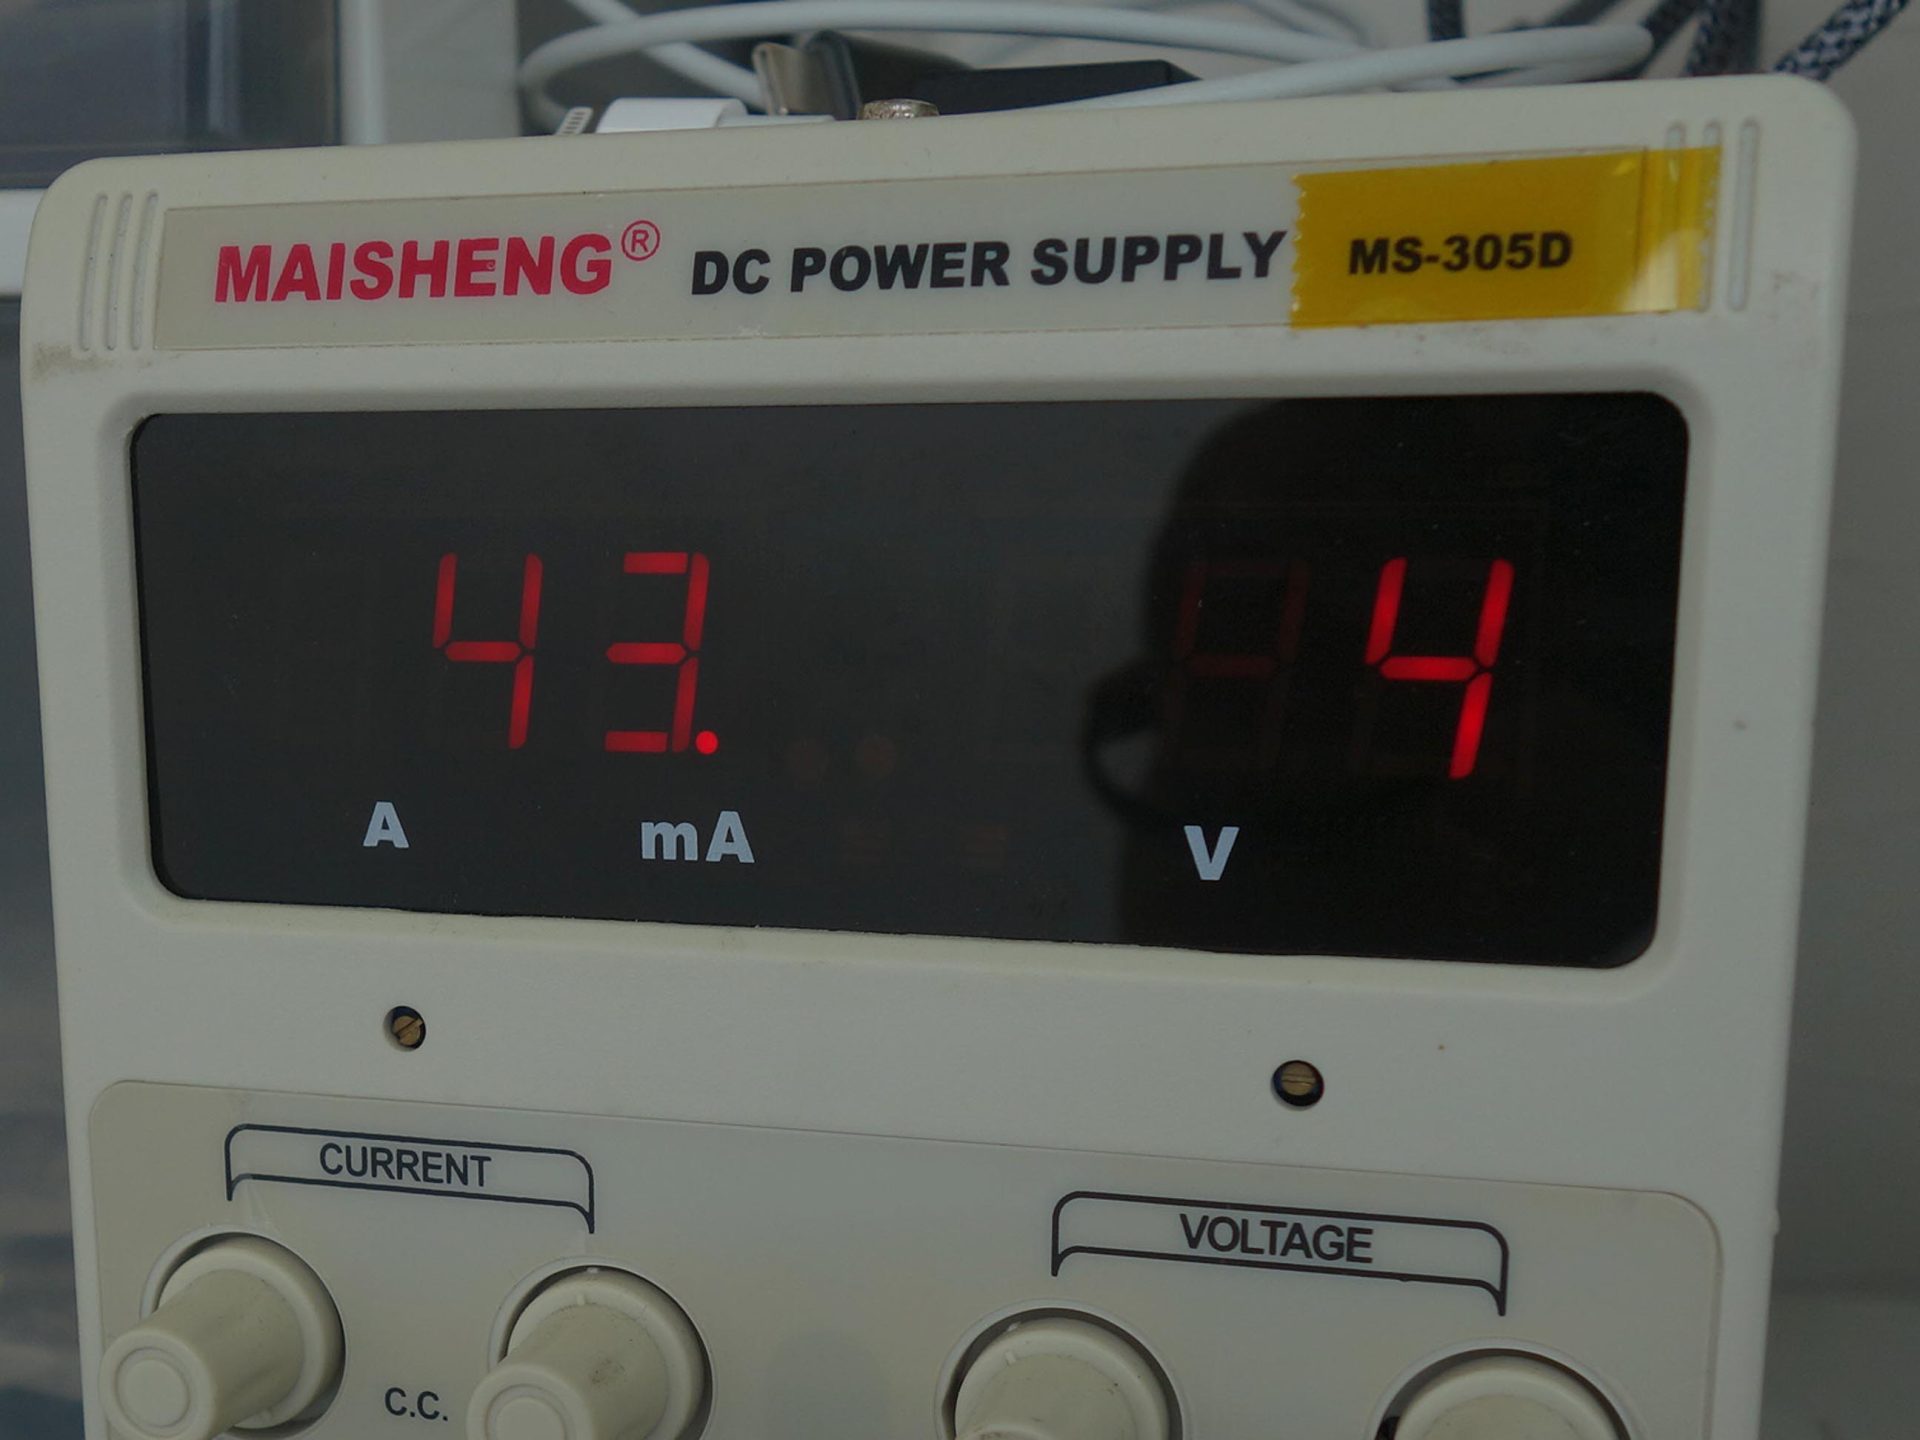 MAISHENG® DC POWER SUPPLY MS-305D
43. 4
A mA V
CURRENT
VOLTAGE
C.C.